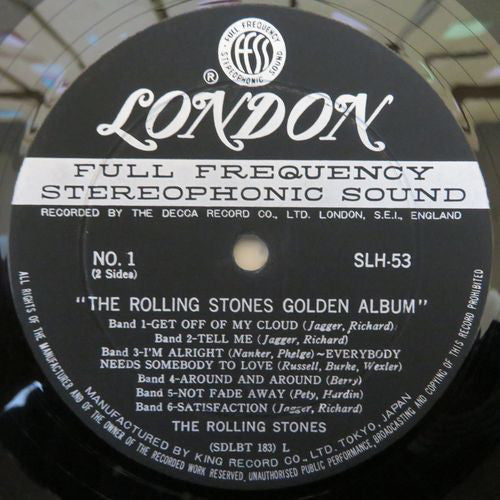 FULL FREQUENCY
ffss
STEREOPHONIC SOUND
®
LONDON
FULL FREQUENCY
STEREOPHONIC SOUND
RECORDED BY THE DECCA RECORD CO., LTD. LONDON, S.E.I., ENGLAND
NO. 1 SLH-53
(2 Sides)
"THE ROLLING STONES GOLDEN ALBUM"
Band 1-GET OFF OF MY CLOUD (Jagger, Richard)
Band 2-TELL ME (Jagger, Richard)
Band 3-I'M ALRIGHT (Nanker, Phelge)~EVERYBODY
NEEDS SOMEBODY TO LOVE (Russell, Burke, Wexler)
Band 4-AROUND AND AROUND (Berry)
Band 5-NOT FADE AWAY (Pety, Hardin)
Band 6-SATISFACTION (Jagger, Richard)
THE ROLLING STONES
(SDLBT 183) L
MANUFACTURED BY KING RECORD CO., LTD. TOKYO, JAPAN
ALL RIGHTS OF THE MANUFACTURER AND OF THE OWNER OF THE RECORDED WORK RESERVED, UNAUTHORISED PUBLIC PERFORMANCE, BROADCASTING AND COPYING OF THIS RECORD PROHIBITED